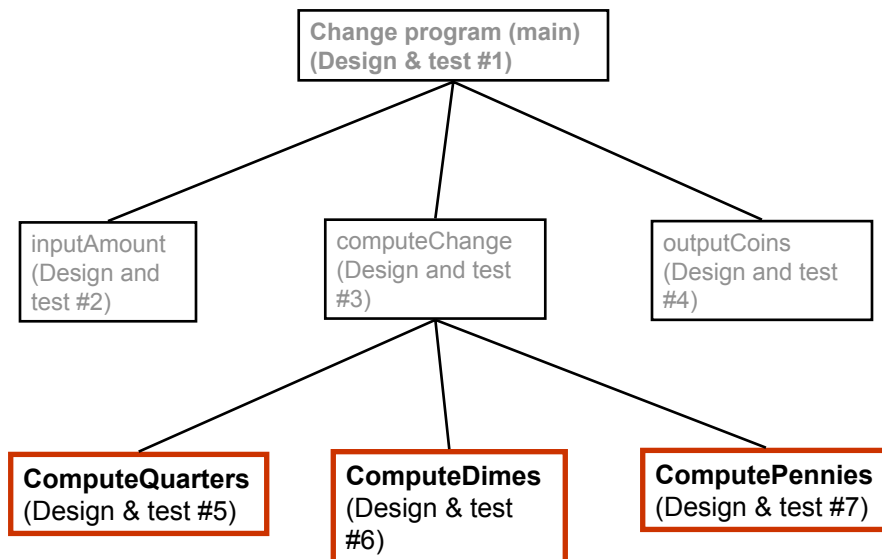 Change program (main)
(Design & test #1)
inputAmount
(Design and
test #2)
computeChange
(Design and test
#3)
outputCoins
(Design and test
#4)
ComputeQuarters
(Design & test #5)
ComputeDimes
(Design & test
#6)
ComputePennies
(Design & test #7)